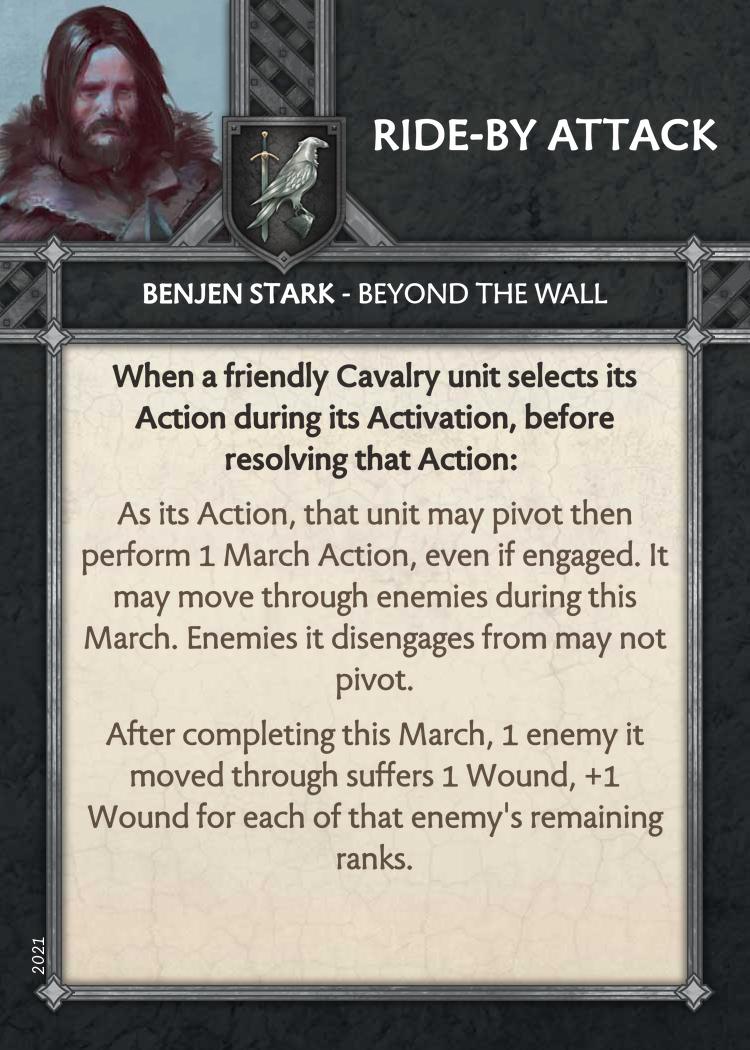 RIDE-BY ATTACK
BENJEN STARK - BEYOND THE WALL
When a friendly Cavalry unit selects its
Action during its Activation, before
resolving that Action:
As its Action, that unit may pivot then
perform 1 March Action, even if engaged. It
may move through enemies during this
March. Enemies it disengages from may not
pivot.
After completing this March, 1 enemy it
moved through suffers 1 Wound, +1
Wound for each of that enemy's remaining
ranks.
2021